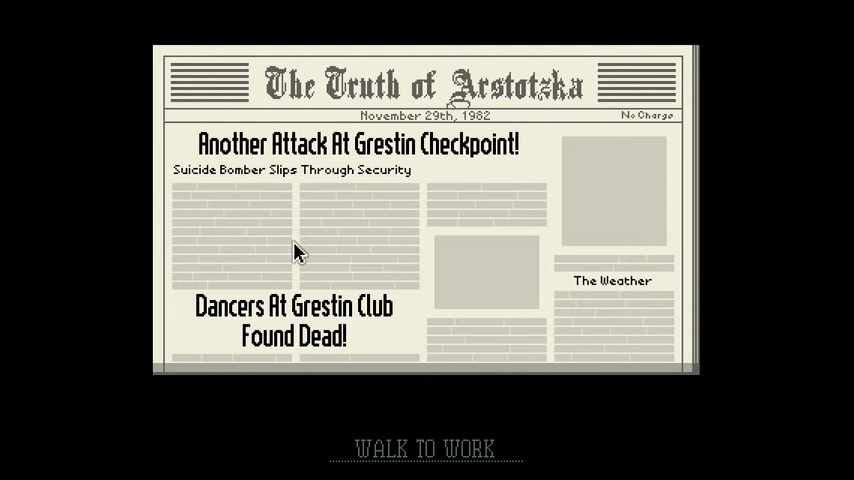 The Truth of Arstotzka
November 29th, 1982
No Charge
Another Attack At Grestin Checkpoint!
Suicide Bomber Slips Through Security
Dancers At Grestin Club
Found Dead!
The Weather
WALK TO WORK